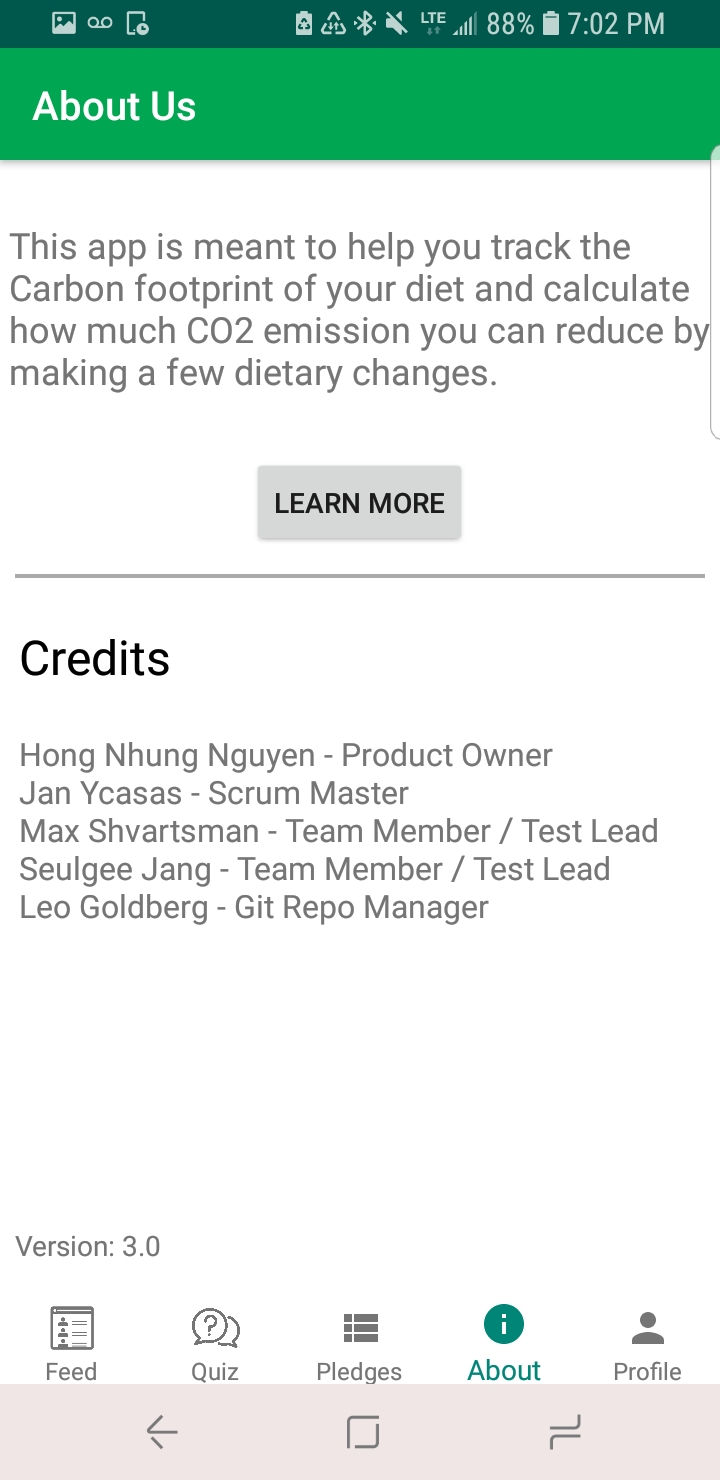 LTE 88% 7:02 PM
About Us
This app is meant to help you track the
Carbon footprint of your diet and calculate
how much CO2 emission you can reduce by
making a few dietary changes.
LEARN MORE
Credits
Hong Nhung Nguyen - Product Owner
Jan Ycasas - Scrum Master
Max Shvartsman - Team Member / Test Lead
Seulgee Jang - Team Member / Test Lead
Leo Goldberg - Git Repo Manager
Version: 3.0
Feed Quiz Pledges About Profile